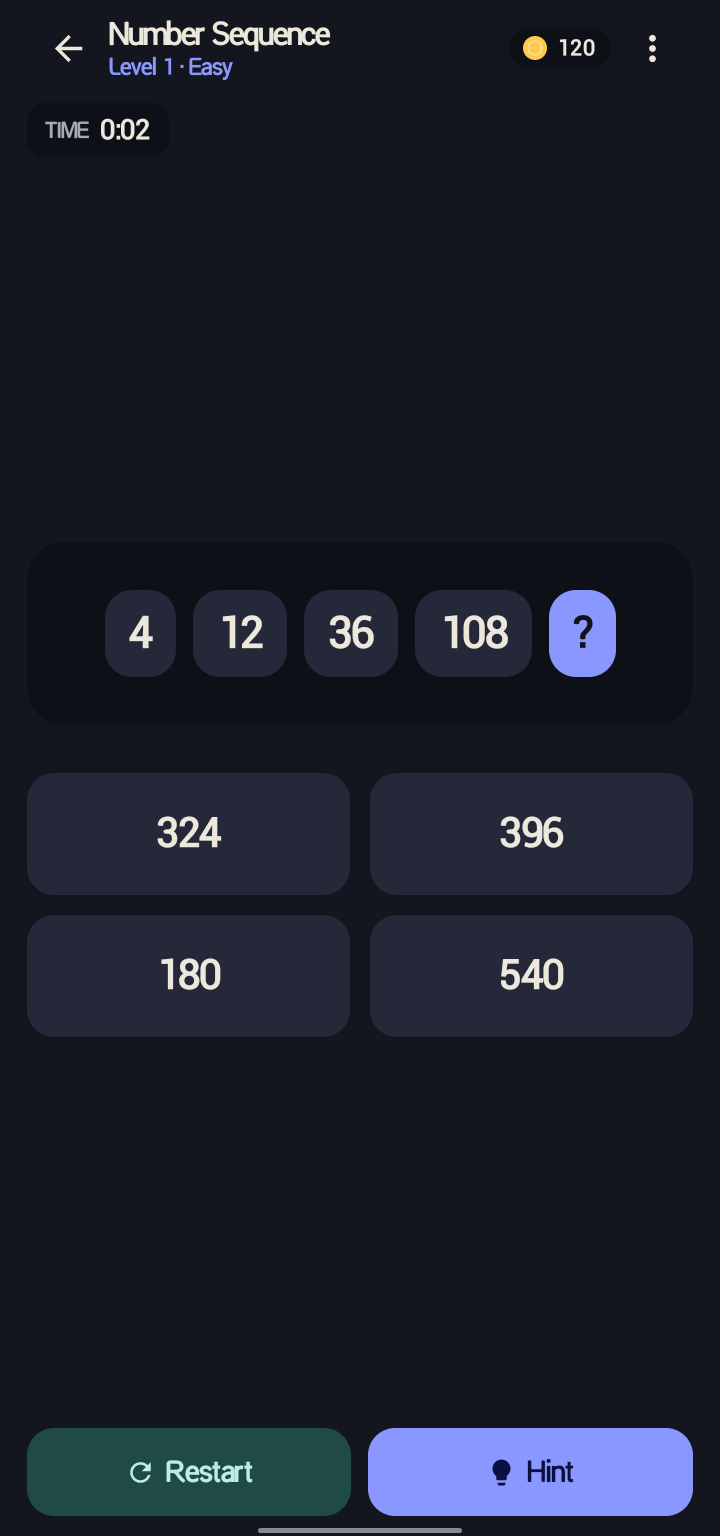 Number Sequence
Level 1 · Easy
120
TIME 0:02
4 12 36 108 ?
324 396
180 540
Restart Hint